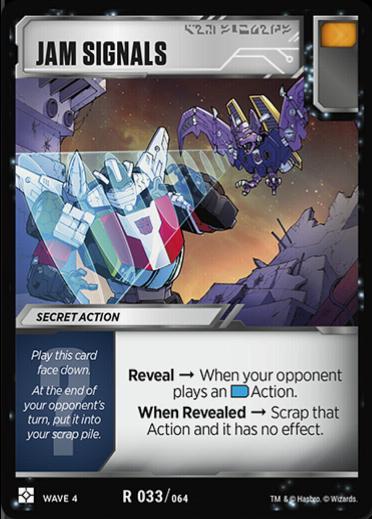 JAM SIGNALS
SECRET ACTION
Play this card
face down.
At the end of
your opponent's
turn, put it into
your scrap pile.
Reveal → When your opponent
plays an Action.
When Revealed → Scrap that
Action and it has no effect.
WAVE 4
R 033/064
TM & © Hasbro. © Wizards.